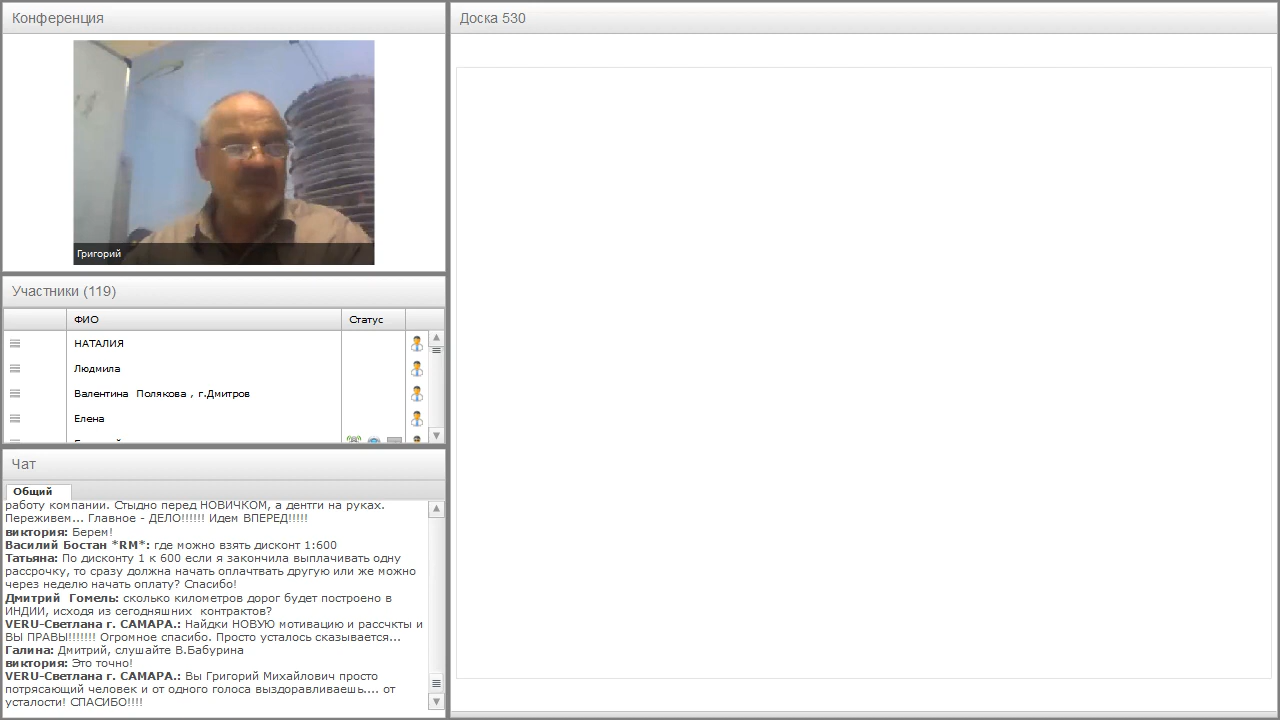 Конференция
Доска 530
Григорий
Участники (119)
ФИО
Статус
НАТАЛИЯ
Людмила
Валентина Полякова , г.Дмитров
Елена
Чат
Общий
работу компании. Стыдно перед НОВИЧКОМ, а дентги на руках.
Переживем... Главное - ДЕЛО!!!!!! Идем ВПЕРЕД!!!!!
виктория: Берем!
Василий Бостан *RM*: где можно взять дисконт 1:600
Татьяна: По дисконту 1 к 600 если я закончила выплачивать одну
рассрочку, то сразу должна начать оплачтвать другую или же можно
через неделю начать оплату? Спасибо!
Дмитрий Гомель: сколько километров дорог будет построено в
ИНДИИ, исходя из сегодняшних контрактов?
VERU-Светлана г. САМАРА.: Найдки НОВУЮ мотивацию и рассчкты и
ВЫ ПРАВЫ!!!!!!! Огромное спасибо. Просто усталось сказывается...
Галина: Дмитрий, слушайте В.Бабурина
виктория: Это точно!
VERU-Светлана г. САМАРА.: Вы Григорий Михайлович просто
потрясающий человек и от одного голоса выздоравливаешь.... от
усталости! СПАСИБО!!!!